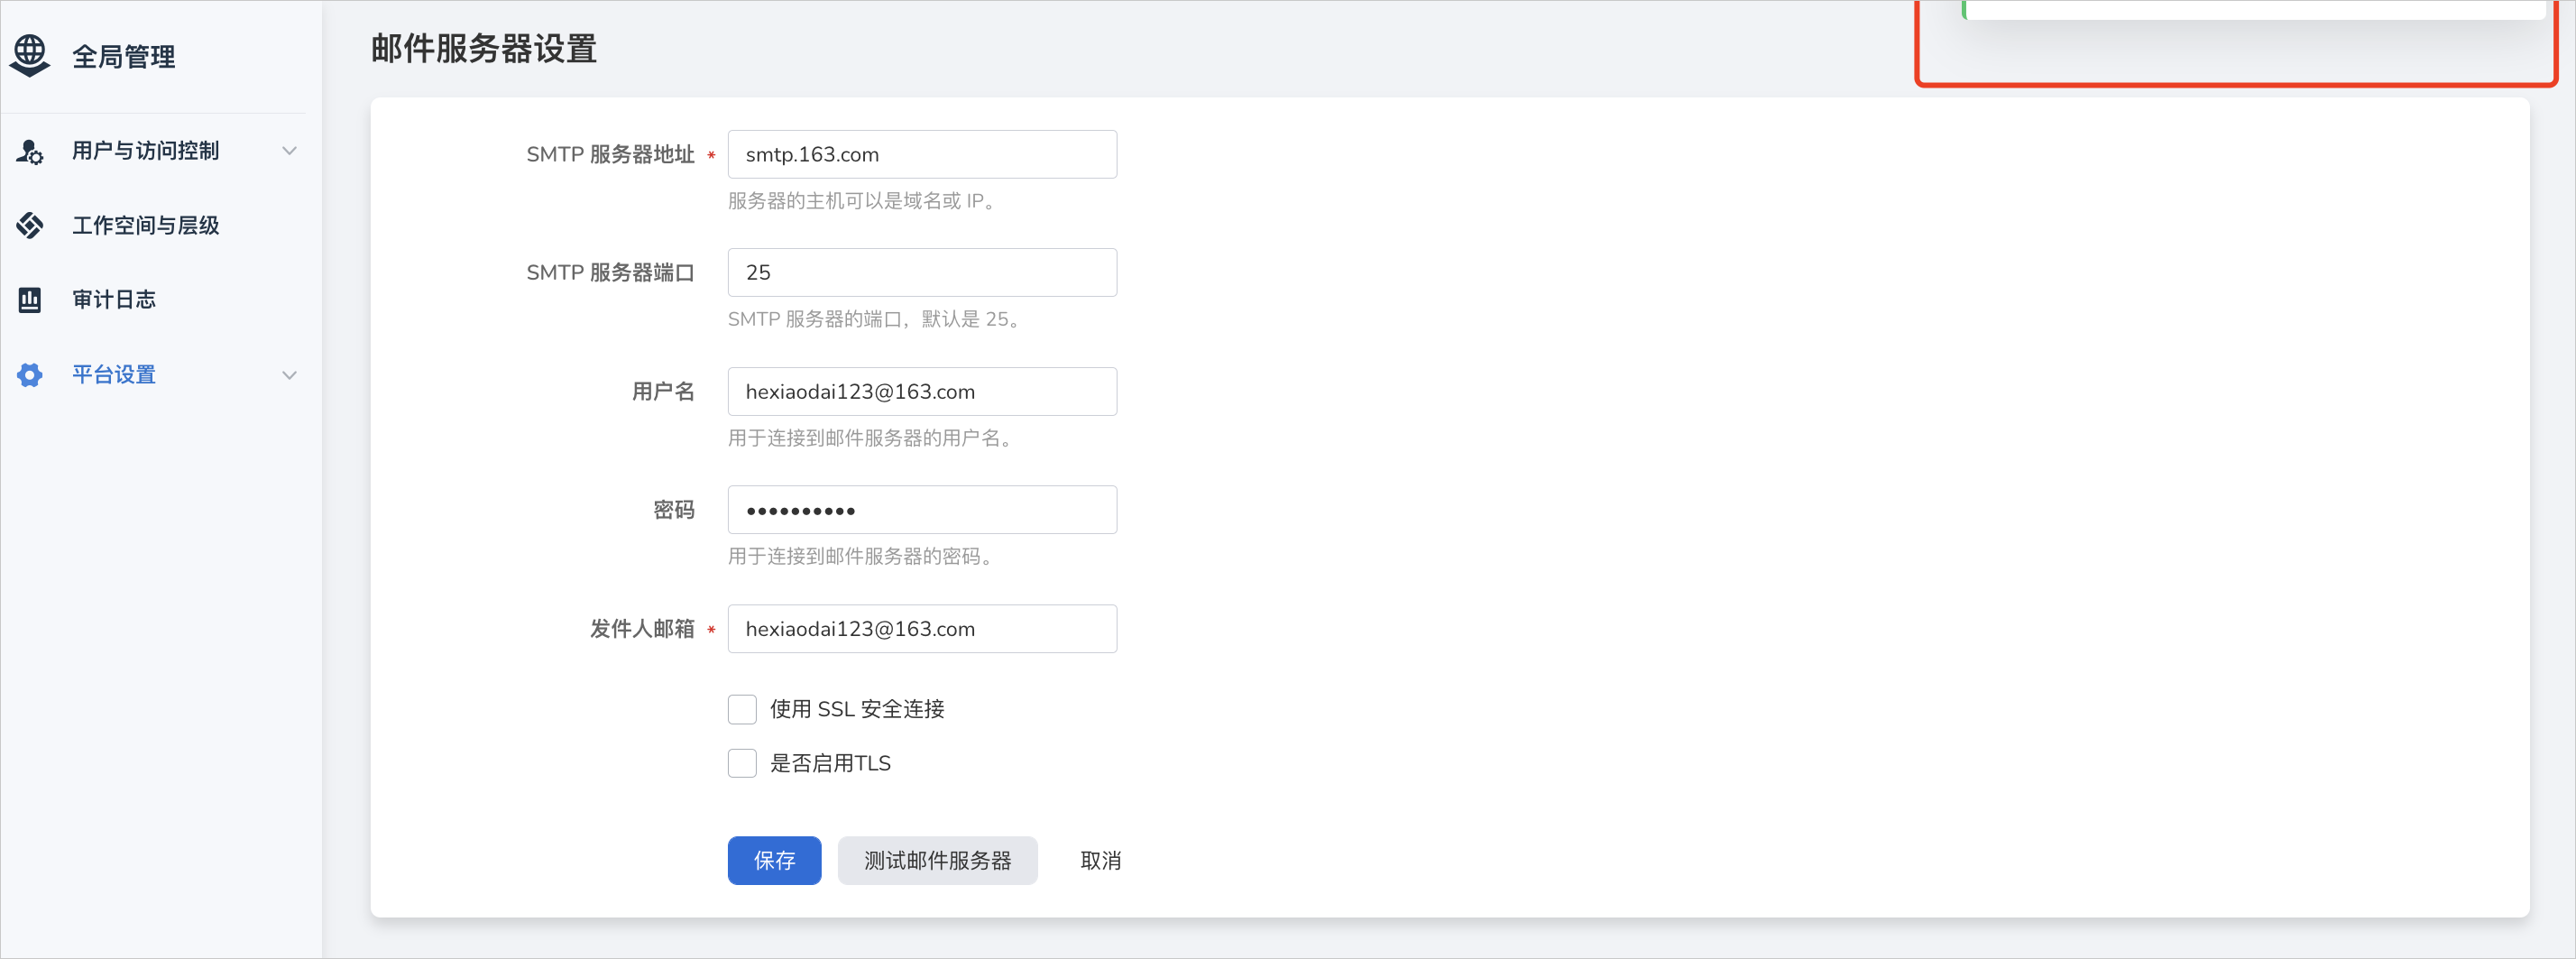 全局管理
用户与访问控制
工作空间与层级
审计日志
平台设置
邮件服务器设置
SMTP 服务器地址 * smtp.163.com
服务器的主机可以是域名或 IP。
SMTP 服务器端口 25
SMTP 服务器的端口，默认是 25。
用户名 hexiaodai123@163.com
用于连接到邮件服务器的用户名。
密码 ••••••••••
用于连接到邮件服务器的密码。
发件人邮箱 * hexiaodai123@163.com
使用 SSL 安全连接
是否启用TLS
保存 测试邮件服务器 取消